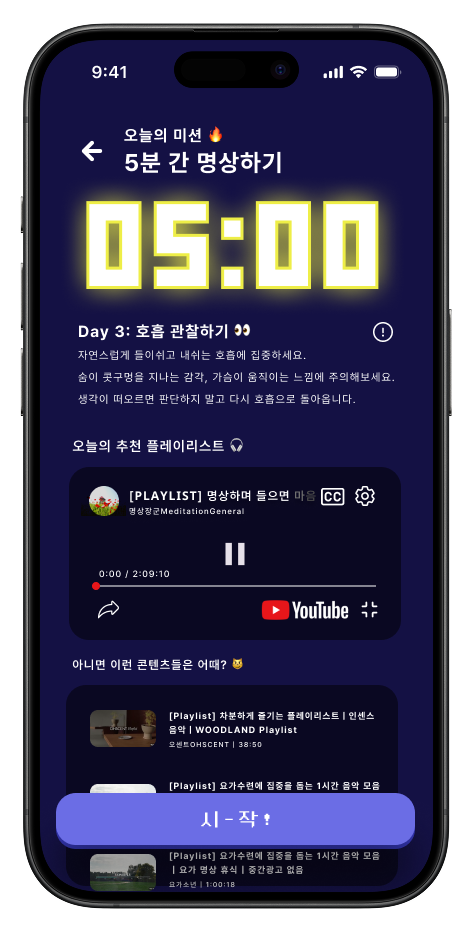 9:41
오늘의 미션 🔥
5분 간 명상하기
05:00
Day 3: 호흡 관찰하기 👀
자연스럽게 들이쉬고 내쉬는 호흡에 집중하세요.
숨이 콧구멍을 지나는 감각, 가슴이 움직이는 느낌에 주의해보세요.
생각이 떠오르면 판단하지 말고 다시 호흡으로 돌아옵니다.
오늘의 추천 플레이리스트 🎧
[PLAYLIST] 명상하며 들으면 마음
CC
명상장군MeditationGeneral
0:00 / 2:09:10
YouTube
아니면 이런 콘텐츠들은 어때? 😸
[Playlist] 차분하게 즐기는 플레이리스트 | 인센스
음악 | WOODLAND Playlist
오센트OHSCENT | 38:50
[Playlist] 요가수련에 집중을 돕는 1시간 음악 모음
시-작!
[Playlist] 요가수련에 집중을 돕는 1시간 음악 모음
| 요가 명상 휴식 | 중간광고 없음
요가소년 | 1:00:18